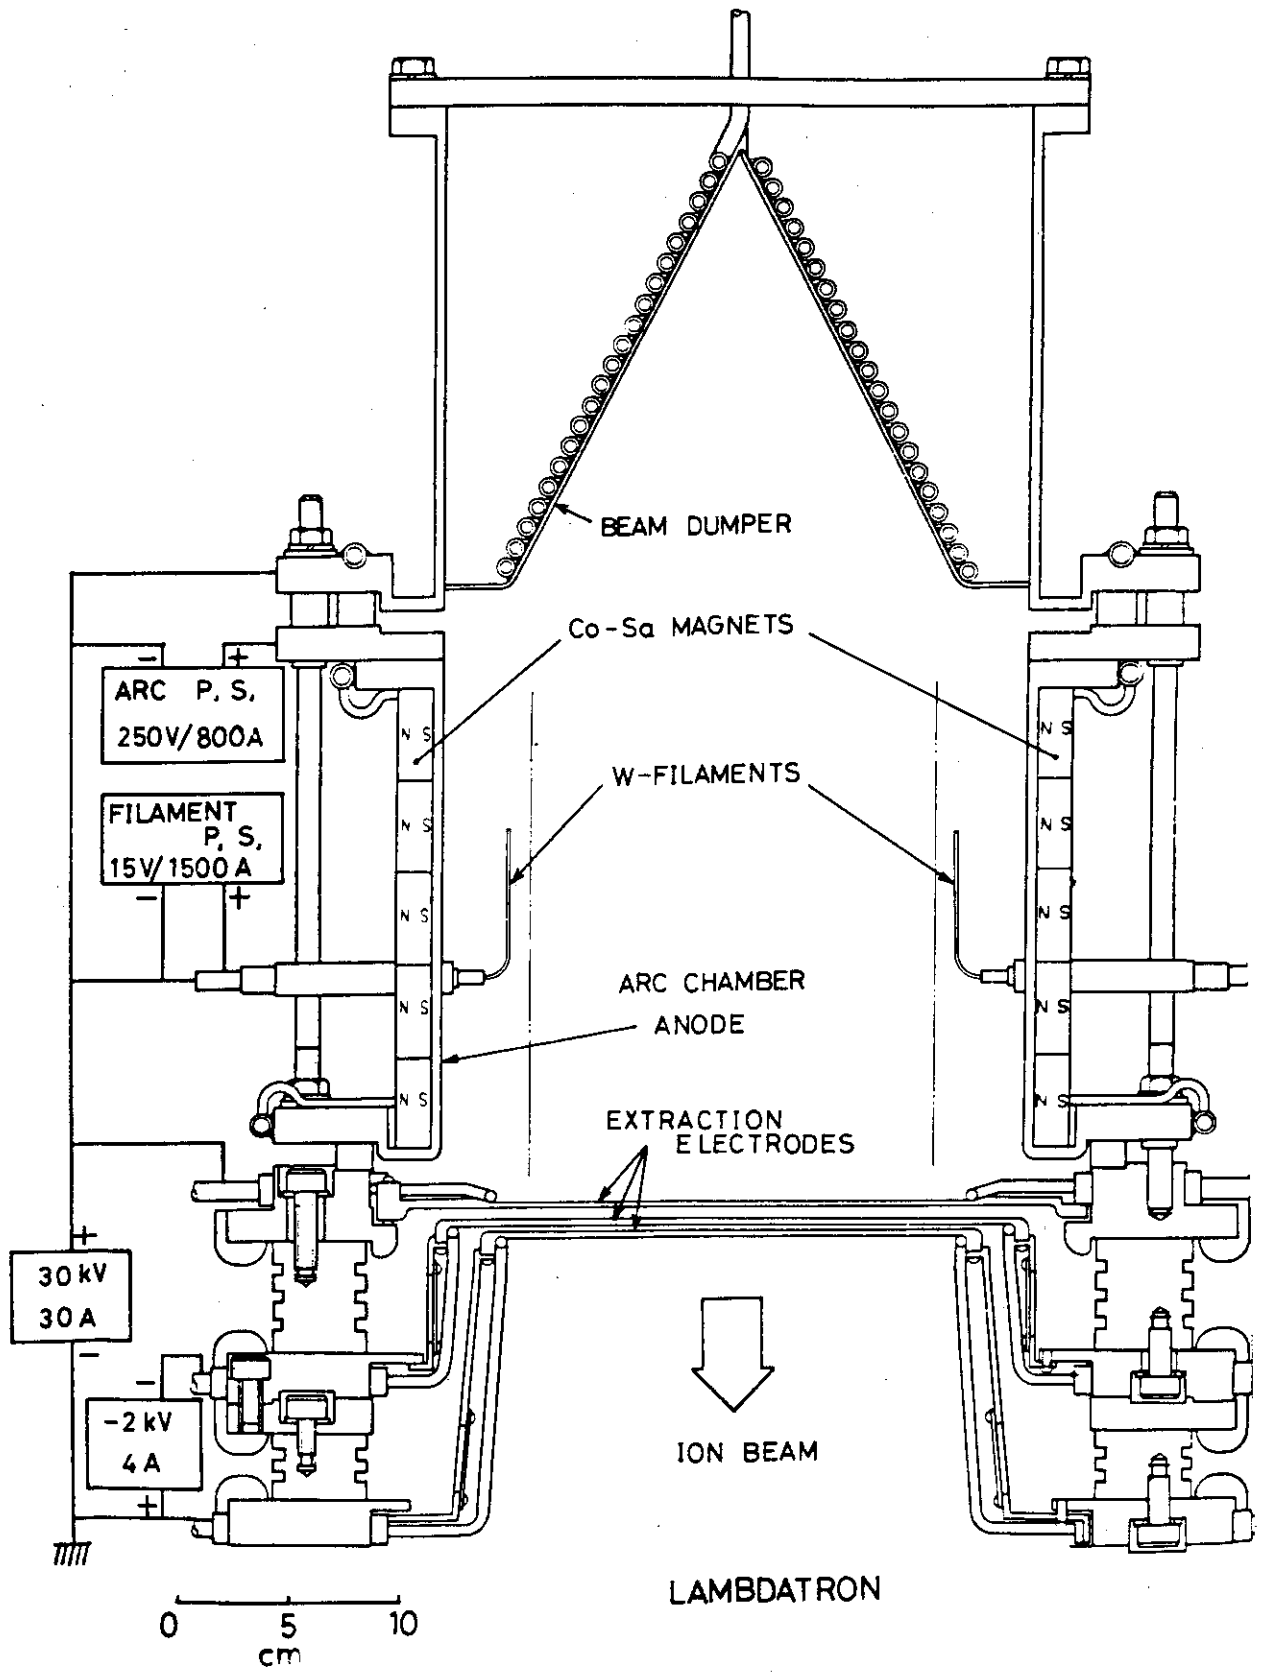 BEAM DUMPER
Co-Sa MAGNETS
- +
ARC P. S.
250V/800A
N S
N S
W-FILAMENTS
FILAMENT
P. S.
15V/1500A
- +
N S
N S
N S
N S
ARC CHAMBER
ANODE
N S
N S
N S
N S
EXTRACTION
ELECTRODES
+
30 kV
30 A
-
-
-2 kV
4 A
+
ION BEAM
LAMBDATRON
0 5 10
cm